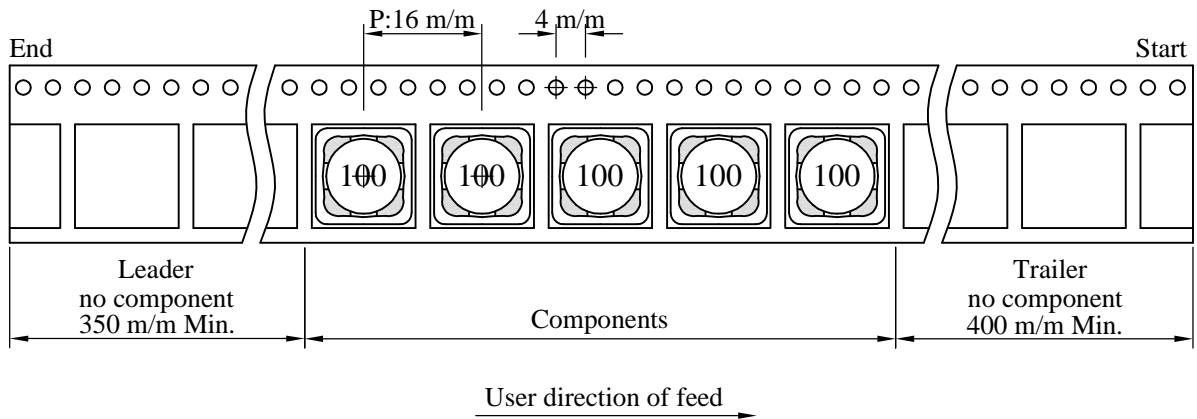 P:16 m/m
4 m/m
End
Start
100
100
100
100
100
Leader
no component
350 m/m Min.
Components
Trailer
no component
400 m/m Min.
User direction of feed